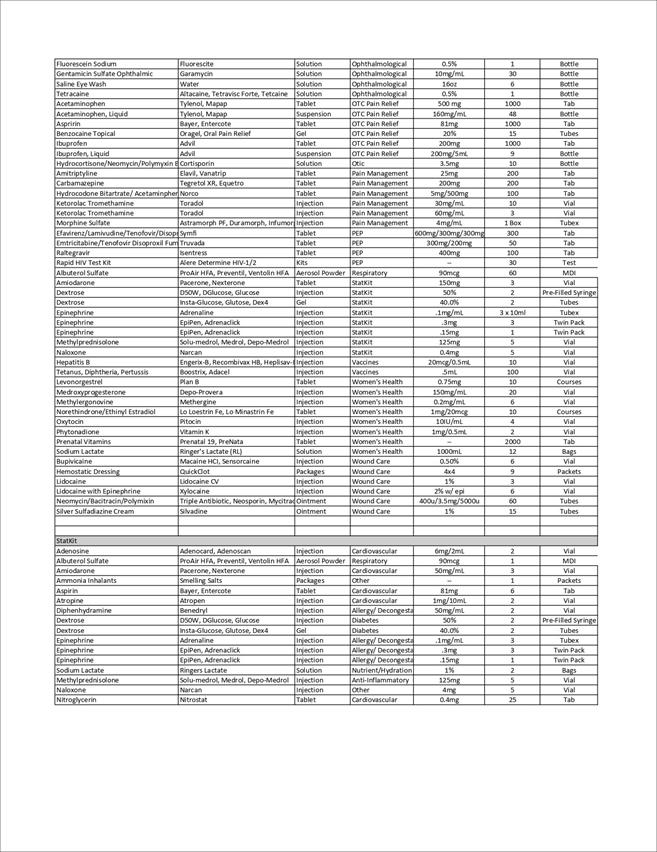 Fluorescein Sodium Fluorescite Solution Ophthalmological 0.5% 1 Bottle
Gentamicin Sulfate Ophthalmic Garamycin Solution Ophthalmological 10mg/mL 30 Bottle
Saline Eye Wash Water Solution Ophthalmological 16oz 6 Bottle
Tetracaine Altacaine, Tetravisc Forte, Tetcaine Solution Ophthalmological 0.5% 1 Bottle
Acetaminophen Tylenol, Mapap Tablet OTC Pain Relief 500 mg 1000 Tab
Acetaminophen, Liquid Tylenol, Mapap Suspension OTC Pain Relief 160mg/mL 48 Bottle
Aspririn Bayer, Entercote Tablet OTC Pain Relief 81mg 1000 Tab
Benzocaine Topical Oragel, Oral Pain Relief Gel OTC Pain Relief 20% 15 Tubes
Ibuprofen Advil Tablet OTC Pain Relief 200mg 1000 Tab
Ibuprofen, Liquid Advil Suspension OTC Pain Relief 200mg/5mL 9 Bottle
Hydrocortisone/Neomycin/Polymyxin B Cortisporin Solution Otic 3.5mg 10 Bottle
Amitriptyline Elavil, Vanatrip Tablet Pain Management 25mg 200 Tab
Carbamazepine Tegretol XR, Equetro Tablet Pain Management 200mg 200 Tab
Hydrocodone Bitartrate/ Acetaminphen Norco Tablet Pain Management 5mg/500mg 100 Tab
Ketorolac Tromethamine Toradol Injection Pain Management 30mg/mL 10 Vial
Ketorolac Tromethamine Toradol Injection Pain Management 60mg/mL 3 Vial
Morphine Sulfate Astramorph PF, Duramorph, Infumor Injection Pain Management 4mg/mL 1 Box Tubex
Efavirenz/Lamivudine/Tenofovir/Disop Symfi Tablet PEP 600mg/300mg/300mg 300 Tab
Emtricitabine/Tenofovir Disoproxil Fum Truvada Tablet PEP 300mg/200mg 50 Tab
Raltegravir Isentress Tablet PEP 400mg 100 Tab
Rapid HIV Test Kit Alere Determine HIV-1/2 Kits PEP -- 30 Test
Albuterol Sulfate ProAir HFA, Preventil, Ventolin HFA Aerosol Powder Respiratory 90mcg 60 MDI
Amiodarone Pacerone, Nexterone Tablet StatKit 150mg 3 Vial
Dextrose D50W, DGlucose, Glucose Injection StatKit 50% 2 Pre-Filled Syringe
Dextrose Insta-Glucose, Glutose, Dex4 Gel StatKit 40.0% 2 Tubes
Epinephrine Adrenaline Injection StatKit .1mg/mL 3 x 10ml Tubex
Epinephrine EpiPen, Adrenaclick Injection StatKit .3mg 3 Twin Pack
Epinephrine EpiPen, Adrenaclick Injection StatKit .15mg 1 Twin Pack
Methylprednisolone Solu-medrol, Medrol, Depo-Medrol Injection StatKit 125mg 5 Vial
Naloxone Narcan Injection StatKit 0.4mg 5 Vial
Hepatitis B Engerix-B, Recombivax HB, Heplisav- Injection Vaccines 20mcg/0.5mL 10 Vial
Tetanus, Diphtheria, Pertussis Boostrix, Adacel Injection Vaccines .5mL 100 Vial
Levonorgestrel Plan B Tablet Women's Health 0.75mg 10 Courses
Medroxyprogesterone Depo-Provera Injection Women's Health 150mg/mL 20 Vial
Methylergonovine Methergine Injection Women's Health 0.2mg/mL 6 Vial
Norethindrone/Ethinyl Estradiol Lo Loestrin Fe, Lo Minastrin Fe Tablet Women's Health 1mg/20mcg 10 Courses
Oxytocin Pitocin Injection Women's Health 10IU/mL 4 Vial
Phytonadione Vitamin K Injection Women's Health 1mg/0.5mL 2 Vial
Prenatal Vitamins Prenatal 19, PreNata Tablet Women's Health -- 2000 Tab
Sodium Lactate Ringer's Lactate (RL) Solution Women's Health 1000mL 12 Bags
Bupivicaine Macaine HCI, Sensorcaine Injection Wound Care 0.50% 6 Vial
Hemostatic Dressing QuickClot Packages Wound Care 4x4 9 Packets
Lidocaine Lidocaine CV Injection Wound Care 1% 3 Vial
Lidocaine with Epinephrine Xylocaine Injection Wound Care 2% w/ epi 6 Vial
Neomycin/Bacitracin/Polymixin Triple Antibiotic, Neosporin, Mycitrac Ointment Wound Care 400u/3.5mg/5000u 60 Tubes
Silver Sulfadiazine Cream Silvadine Ointment Wound Care 1% 15 Tubes
StatKit
Adenosine Adenocard, Adenoscan Injection Cardiovascular 6mg/2mL 2 Vial
Albuterol Sulfate ProAir HFA, Preventil, Ventolin HFA Aerosol Powder Respiratory 90mcg 1 MDI
Amiodarone Pacerone, Nexterone Injection Cardiovascular 50mg/mL 3 Vial
Ammonia Inhalants Smelling Salts Packages Other -- 1 Packets
Aspirin Bayer, Entercote Tablet Cardiovascular 81mg 6 Tab
Atropine Atropen Injection Cardiovascular 1mg/10mL 2 Vial
Diphenhydramine Benedryl Injection Allergy/ Decongesta 50mg/mL 2 Vial
Dextrose D50W, DGlucose, Glucose Injection Diabetes 50% 2 Pre-Filled Syringe
Dextrose Insta-Glucose, Glutose, Dex4 Gel Diabetes 40.0% 2 Tubes
Epinephrine Adrenaline Injection Allergy/ Decongesta .1mg/mL 3 Tubex
Epinephrine EpiPen, Adrenaclick Injection Allergy/ Decongesta .3mg 3 Twin Pack
Epinephrine EpiPen, Adrenaclick Injection Allergy/ Decongesta .15mg 1 Twin Pack
Sodium Lactate Ringers Lactate Solution Nutrient/Hydration 1% 2 Bags
Methylprednisolone Solu-medrol, Medrol, Depo-Medrol Injection Anti-Inflammatory 125mg 5 Vial
Naloxone Narcan Injection Other 4mg 5 Vial
Nitroglycerin Nitrostat Tablet Cardiovascular 0.4mg 25 Tab